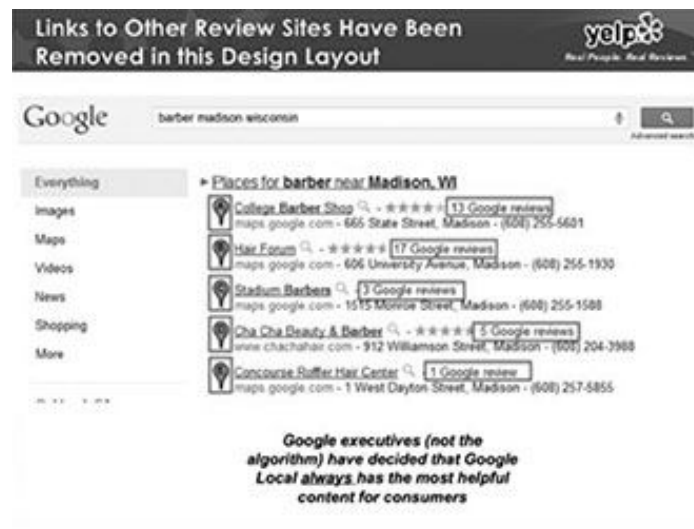 Links to Other Review Sites Have Been
Removed in this Design Layout
yelp
Real People. Real Reviews.
Google
barber madison wisconsin
Advanced search
Everything
Images
Maps
Videos
News
Shopping
More
Places for barber near Madison, WI
College Barber Shop - 13 Google reviews
maps.google.com - 665 State Street, Madison - (608) 255-5601
Hair Forum - 17 Google reviews
maps.google.com - 606 University Avenue, Madison - (608) 255-1930
Stadium Barbers - 3 Google reviews
maps.google.com - 1515 Monroe Street, Madison - (608) 255-1588
Cha Cha Beauty & Barber - 5 Google reviews
www.chachahair.com - 912 Williamson Street, Madison - (608) 204-3988
Concourse Roffler Hair Center - 1 Google review
maps.google.com - 1 West Dayton Street, Madison - (608) 257-5855
Google executives (not the
algorithm) have decided that Google
Local always has the most helpful
content for consumers